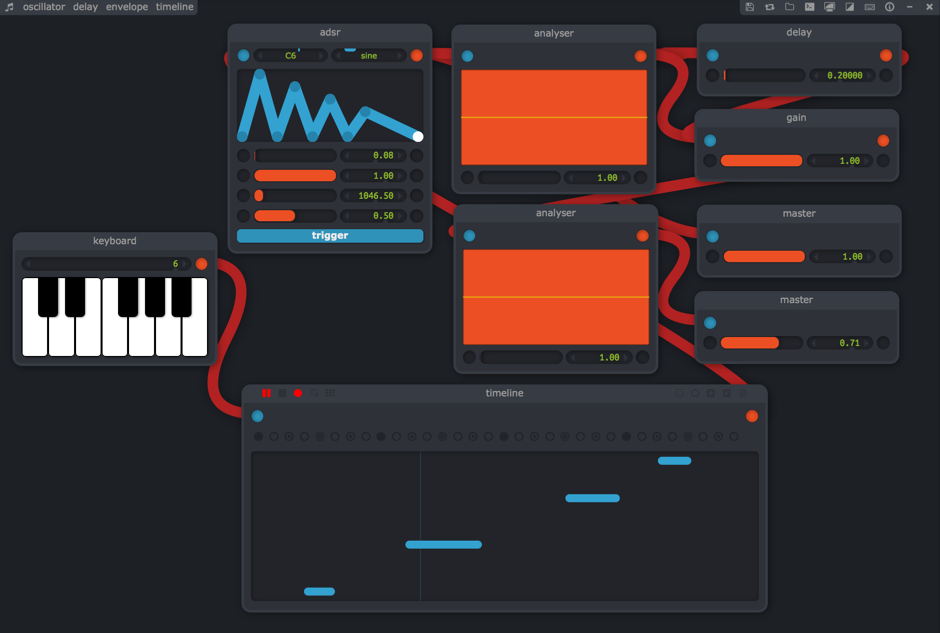 oscillator delay envelope timeline
adsr
C6 sine
0.08
1.00
1046.50
0.50
trigger
analyser
1.00
delay
0.20000
gain
1.00
analyser
1.00
master
1.00
master
0.71
keyboard
6
timeline